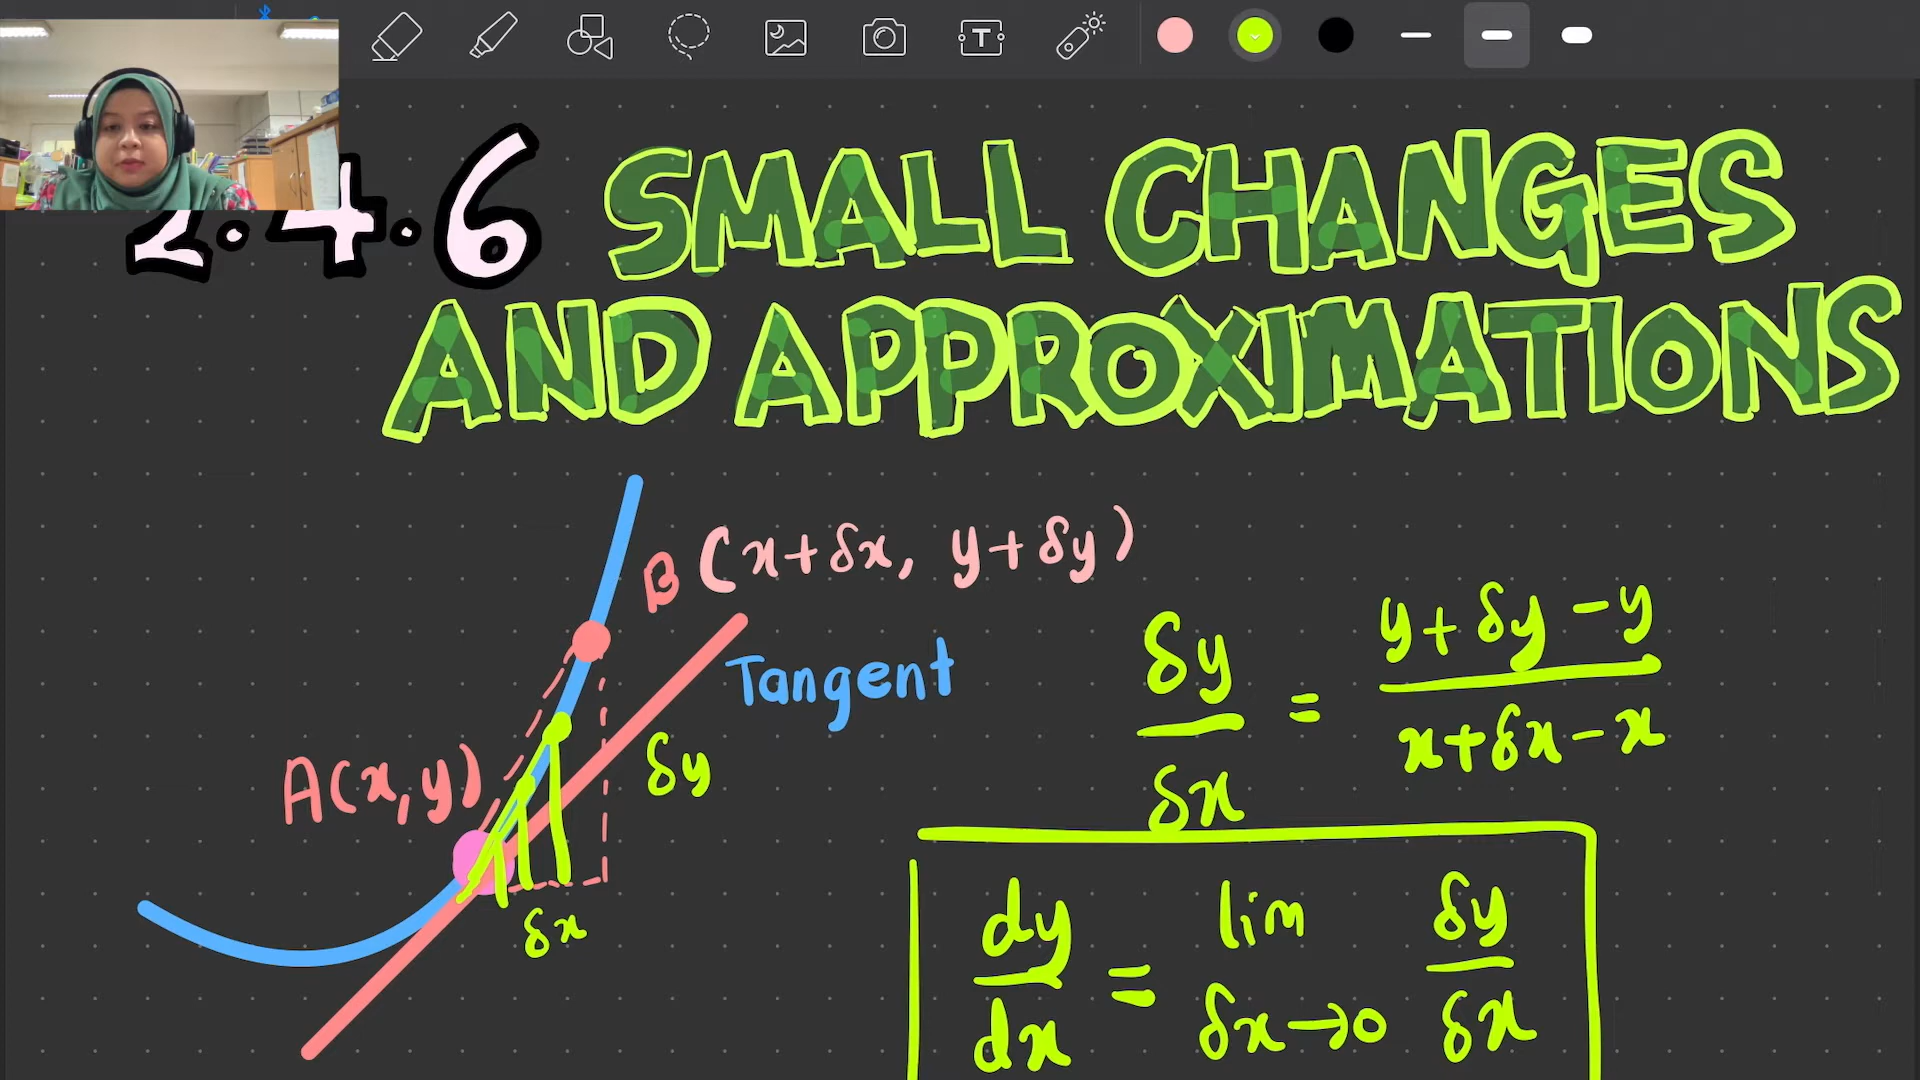 2.4.6 SMALL CHANGES
AND APPROXIMATIONS
B (x+δx, y+δy)
Tangent
A(x,y)
δy
δx
δy/δx = (y+δy-y)/(x+δx-x)
dy/dx = lim δx→0 δy/δx
T